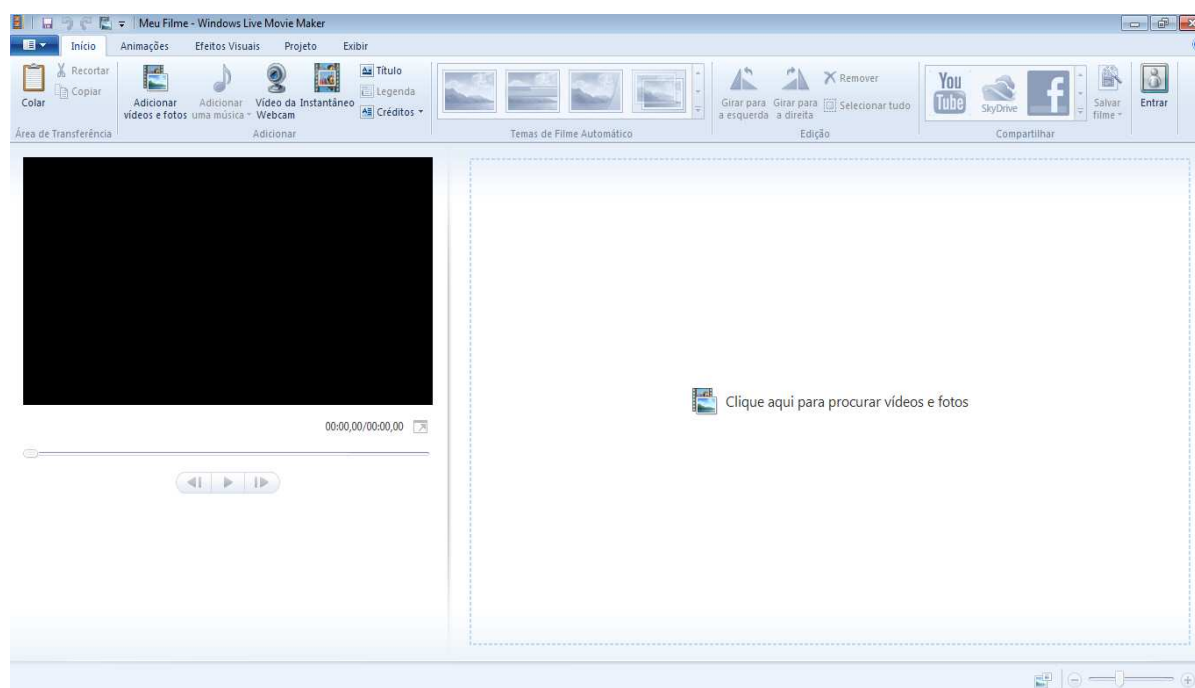 Meu Filme - Windows Live Movie Maker
Início Animações Efeitos Visuais Projeto Exibir
Colar
Recortar
Copiar
Área de Transferência
Adicionar vídeos e fotos
Adicionar uma música
Vídeo da Webcam
Instantâneo
Título
Legenda
Créditos
Adicionar
Temas de Filme Automático
Girar para a esquerda
Girar para a direita
Remover
Selecionar tudo
Edição
You Tube
SkyDrive
f
Compartilhar
Salvar filme
Entrar
Clique aqui para procurar vídeos e fotos
00:00,00/00:00,00